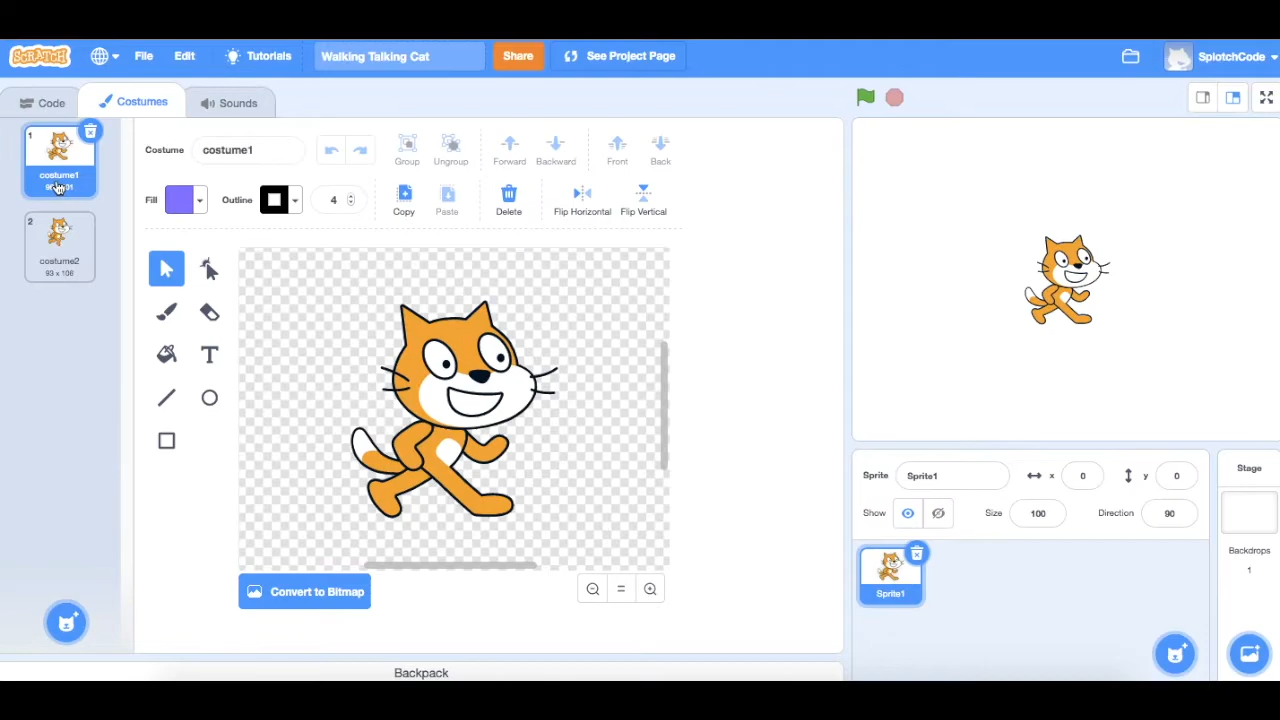 SCRATCH File Edit Tutorials Walking Talking Cat Share See Project Page SplotchCode
Code Costumes Sounds
1
costume1
2
costume2
93 x 106
Costume costume1 Group Ungroup Forward Backward Front Back
Fill Outline 4 Copy Paste Delete Flip Horizontal Flip Vertical
T
Convert to Bitmap
=
Backpack
Sprite Sprite1 x 0 y 0
Show Size 100 Direction 90
Sprite1
Stage
Backdrops
1